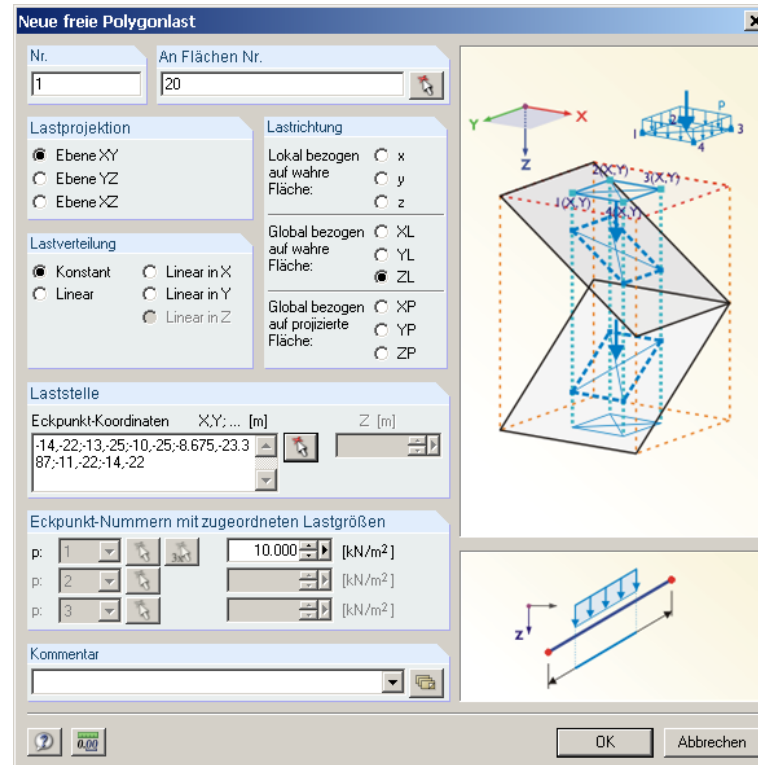 Neue freie Polygonlast
Nr.
An Flächen Nr.
1
20
Lastprojektion
Ebene XY
Ebene YZ
Ebene XZ
Lastverteilung
Konstant
Linear in X
Linear
Linear in Y
Linear in Z
Lastrichtung
Lokal bezogen
auf wahre
Fläche:
x
y
z
Global bezogen
auf wahre
Fläche:
XL
YL
ZL
Global bezogen
auf projizierte
Fläche:
XP
YP
ZP
Y
X
Z
p
1
2
3
4
2(X,Y)
3(X,Y)
1(X,Y)
4(X,Y)
Laststelle
Eckpunkt-Koordinaten X,Y; ... [m]
Z [m]
-14,-22;-13,-25;-10,-25;-8.675,-23.3
87;-11,-22;-14,-22
Eckpunkt-Nummern mit zugeordneten Lastgrößen
p: 1 3x 10.000 [kN/m²]
p: 2 [kN/m²]
p: 3 [kN/m²]
z
Kommentar
0.00
OK
Abbrechen